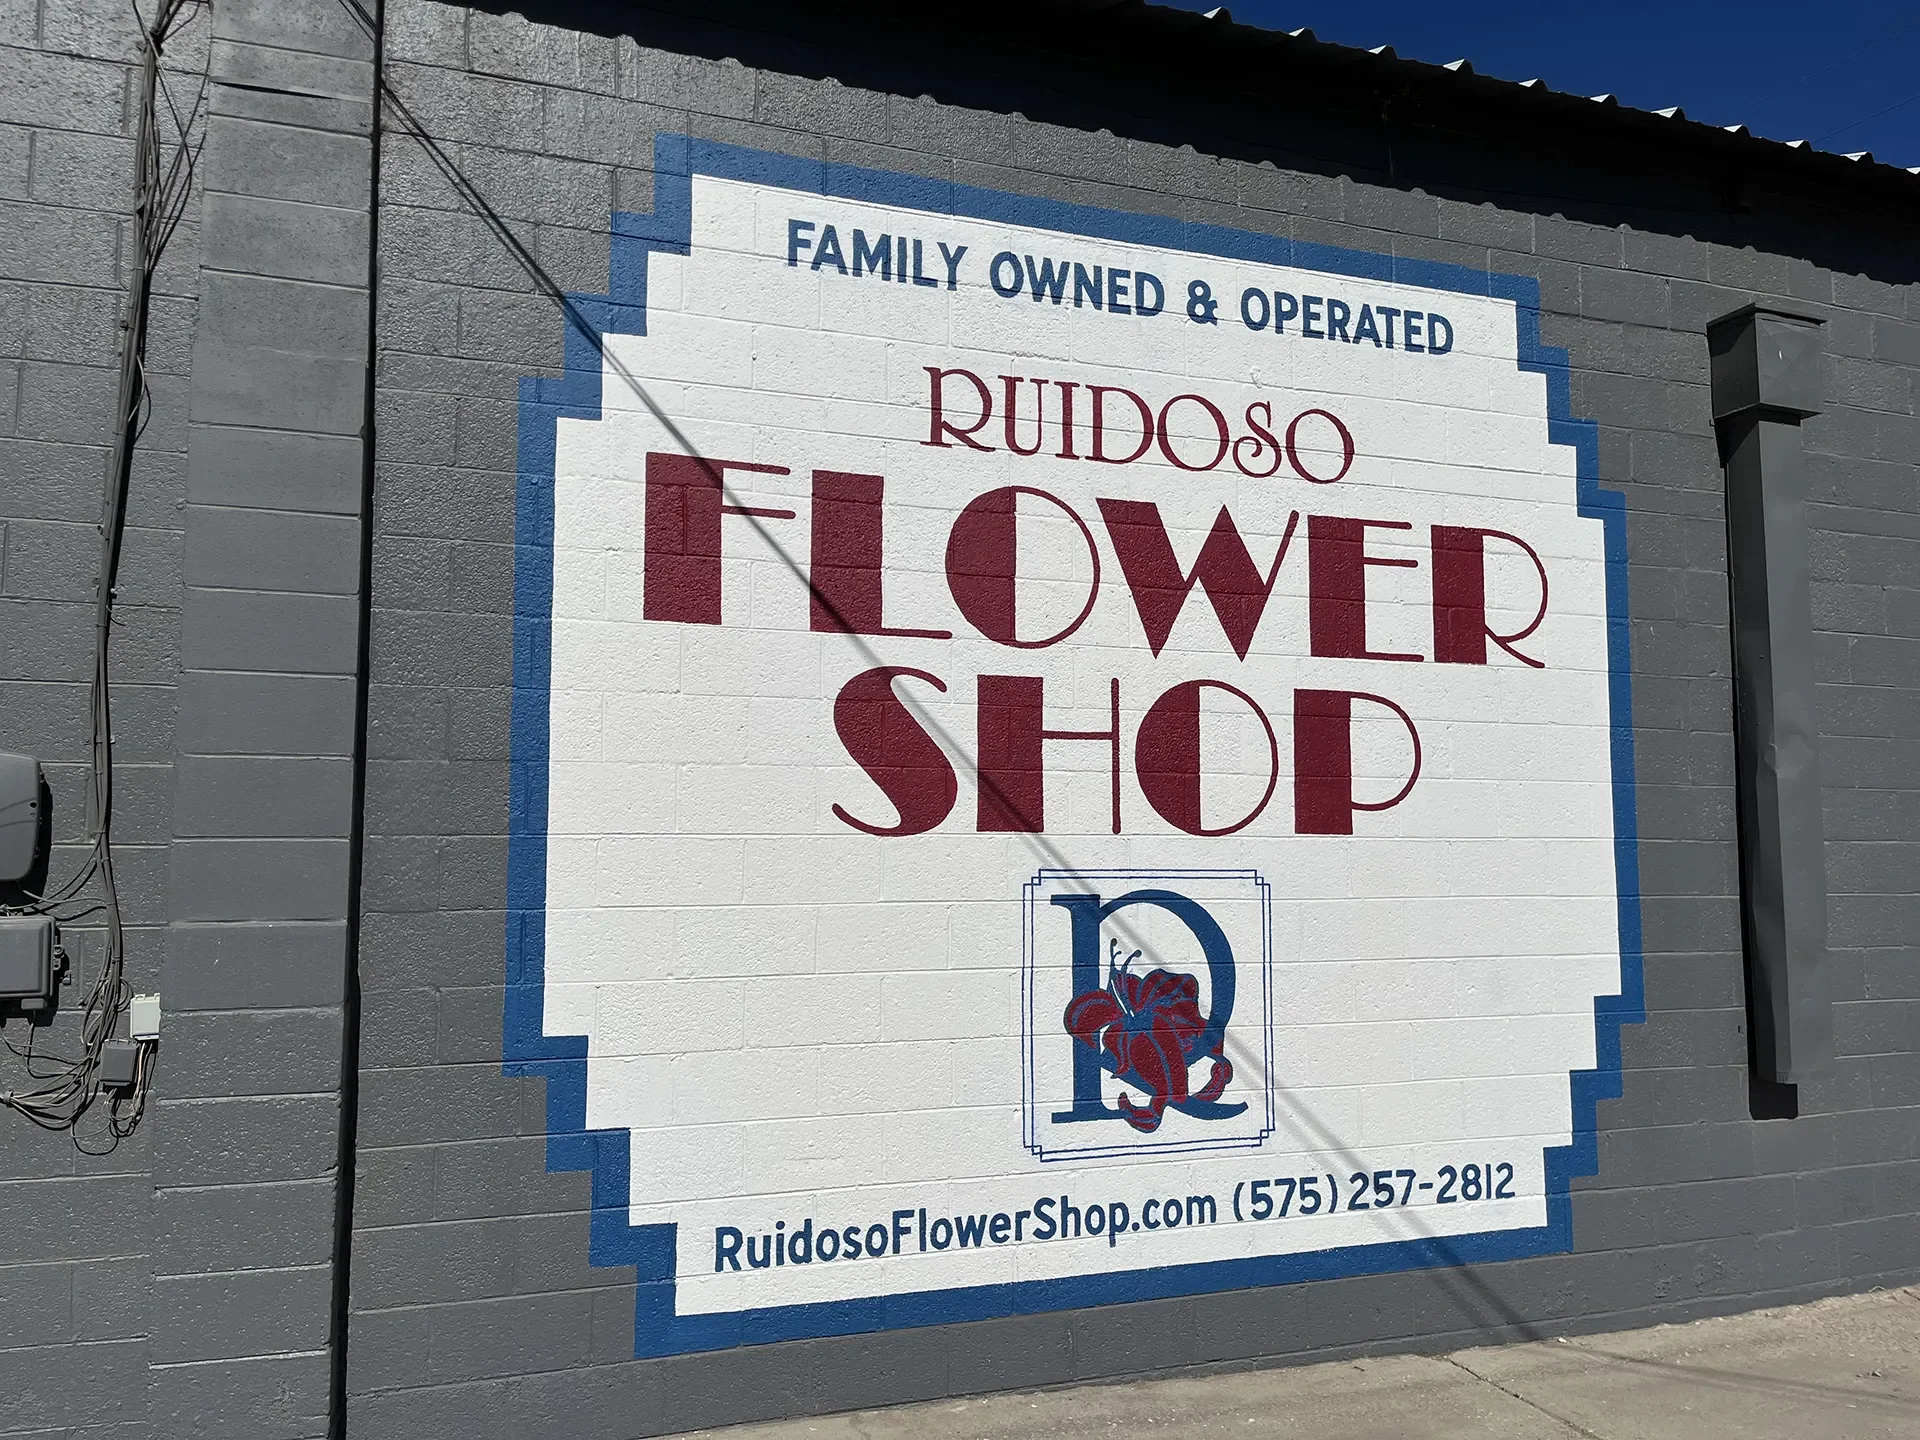 FAMILY OWNED & OPERATED
RUIDOSO
FLOWER
SHOP
R
RuidosoFlowerShop.com (575) 257-2812